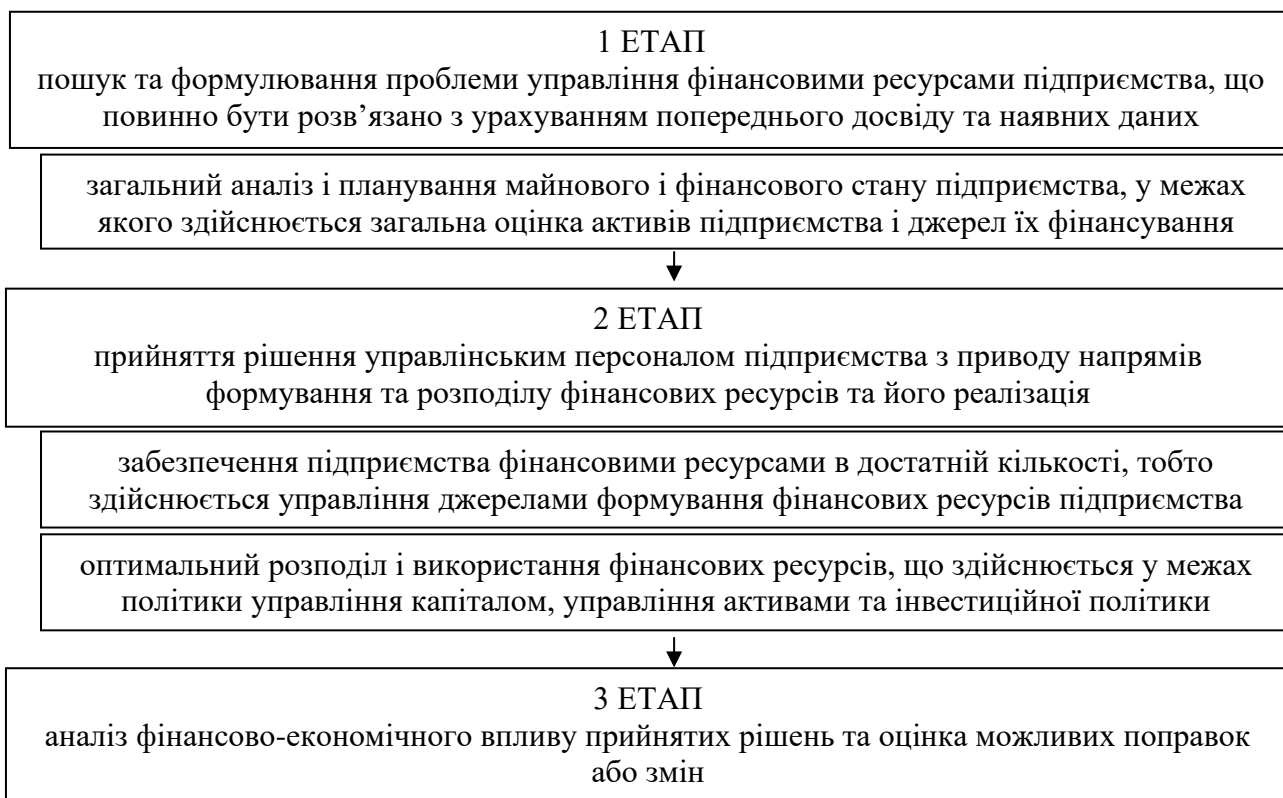 1 ЕТАП
пошук та формулювання проблеми управління фінансовими ресурсами підприємства, що
повинно бути розв’язано з урахуванням попереднього досвіду та наявних даних
загальний аналіз і планування майнового і фінансового стану підприємства, у межах
якого здійснюється загальна оцінка активів підприємства і джерел їх фінансування
2 ЕТАП
прийняття рішення управлінським персоналом підприємства з приводу напрямів
формування та розподілу фінансових ресурсів та його реалізація
забезпечення підприємства фінансовими ресурсами в достатній кількості, тобто
здійснюється управління джерелами формування фінансових ресурсів підприємства
оптимальний розподіл і використання фінансових ресурсів, що здійснюється у межах
політики управління капіталом, управління активами та інвестиційної політики
3 ЕТАП
аналіз фінансово-економічного впливу прийнятих рішень та оцінка можливих поправок
або змін